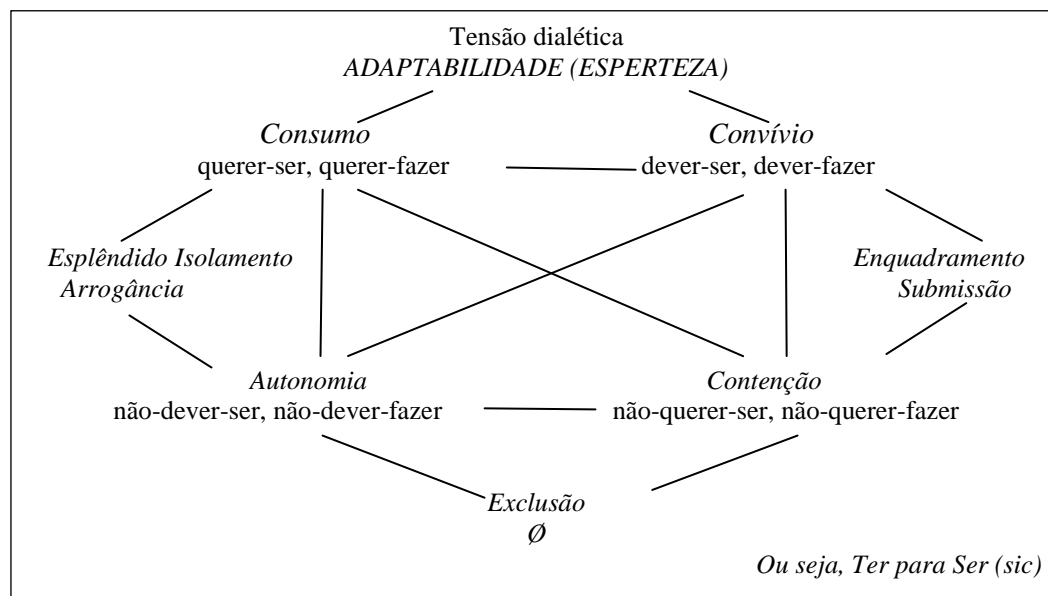 Tensão dialética
ADAPTABILIDADE (ESPERTEZA)
Consumo
querer-ser, querer-fazer
Convívio
dever-ser, dever-fazer
Esplêndido Isolamento
Arrogância
Enquadramento
Submissão
Autonomia
não-dever-ser, não-dever-fazer
Contenção
não-querer-ser, não-querer-fazer
Exclusão
Ø
Ou seja, Ter para Ser (sic)